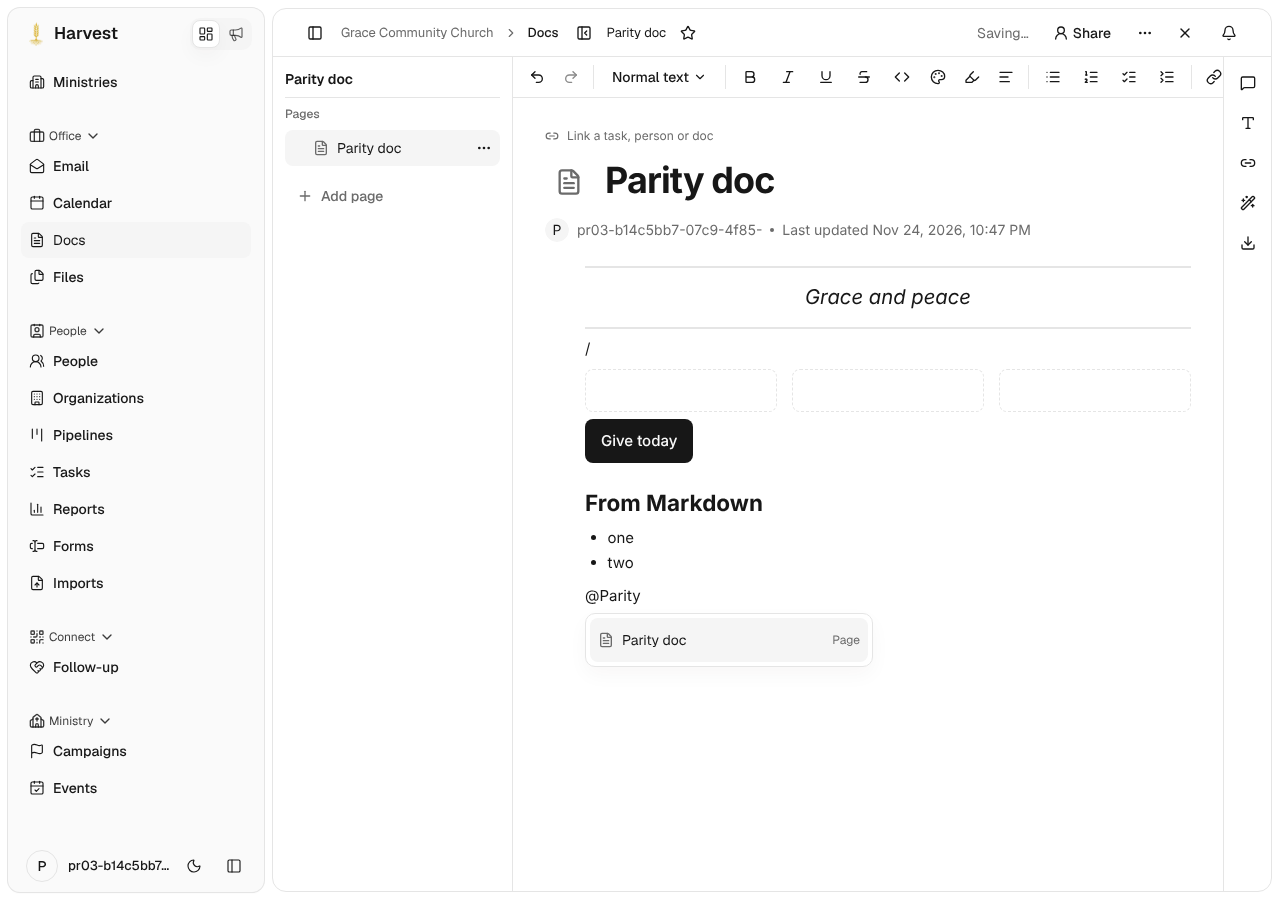 Harvest
Ministries
Office
Email
Calendar
Docs
Files
People
People
Organizations
Pipelines
Tasks
Reports
Forms
Imports
Connect
Follow-up
Ministry
Campaigns
Events
P pr03-b14c5bb7...
Grace Community Church > Docs Parity doc
Saving... Share
Parity doc
Pages
Parity doc
Add page
Normal text
Link a task, person or doc
Parity doc
P pr03-b14c5bb7-07c9-4f85- • Last updated Nov 24, 2026, 10:47 PM
Grace and peace
/
Give today
From Markdown
• one
• two
@Parity
Parity doc Page